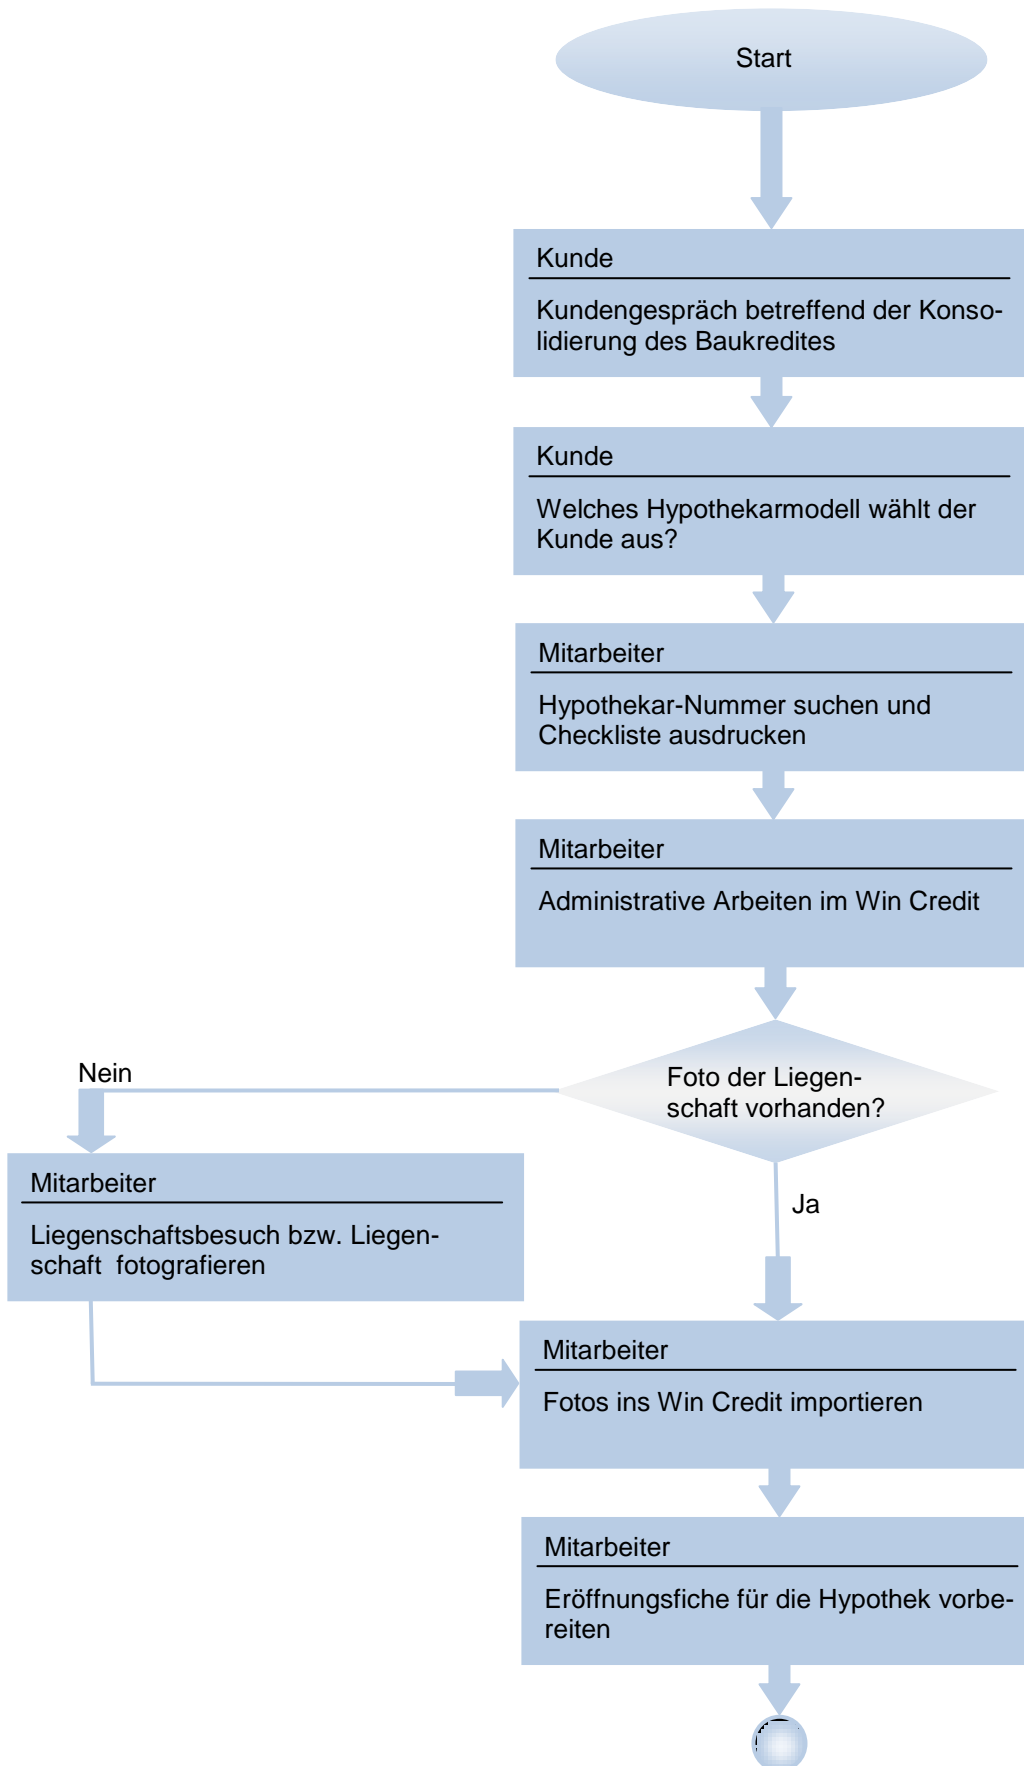 Start
Kunde
Kundengespräch betreffend der Konso-
lidierung des Baukredites
Kunde
Welches Hypothekarmodell wählt der
Kunde aus?
Mitarbeiter
Hypothekar-Nummer suchen und
Checkliste ausdrucken
Mitarbeiter
Administrative Arbeiten im Win Credit
Foto der Liegen-
schaft vorhanden?
Nein
Mitarbeiter
Liegenschaftsbesuch bzw. Liegen-
schaft fotografieren
Ja
Mitarbeiter
Fotos ins Win Credit importieren
Mitarbeiter
Eröffnungsfiche für die Hypothek vorbe-
reiten